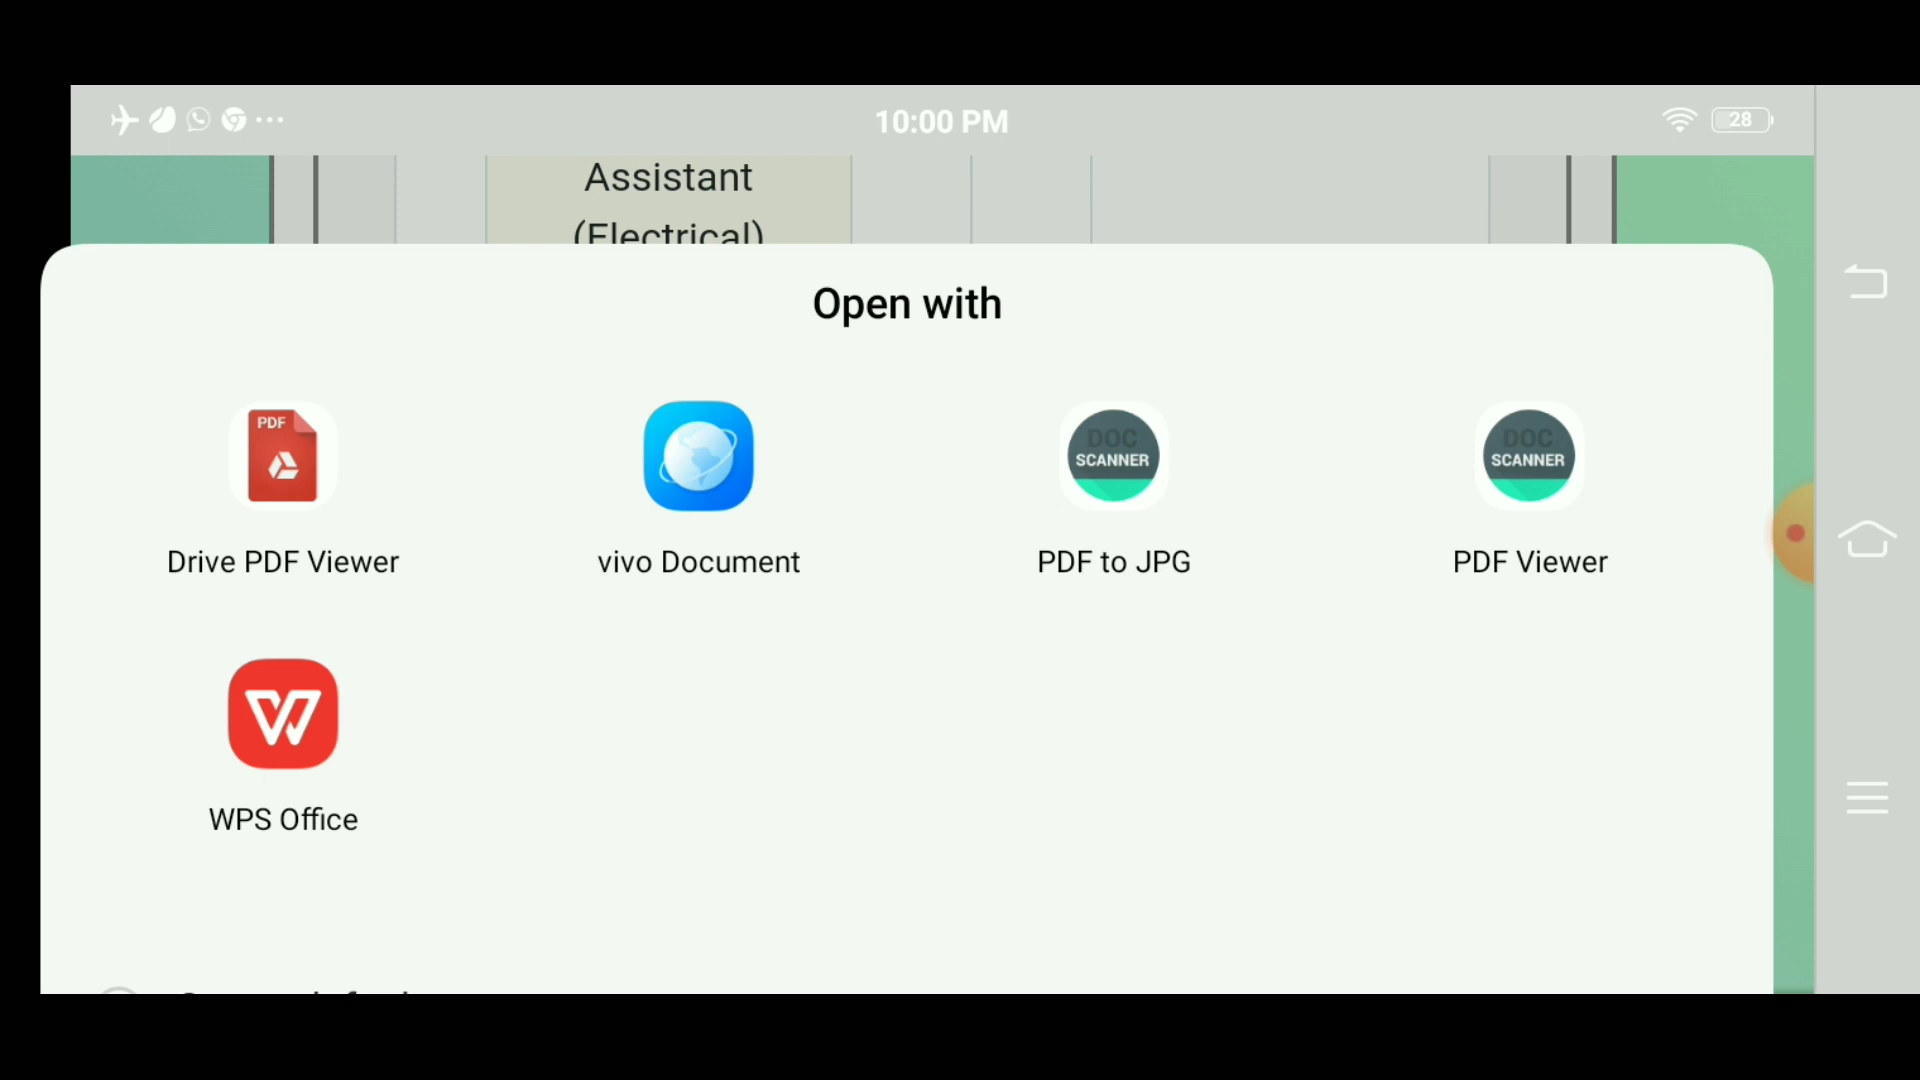 10:00 PM
28
Assistant
(Electrical)
Open with
PDF
DOC
SCANNER
DOC
SCANNER
Drive PDF Viewer
vivo Document
PDF to JPG
PDF Viewer
WPS Office